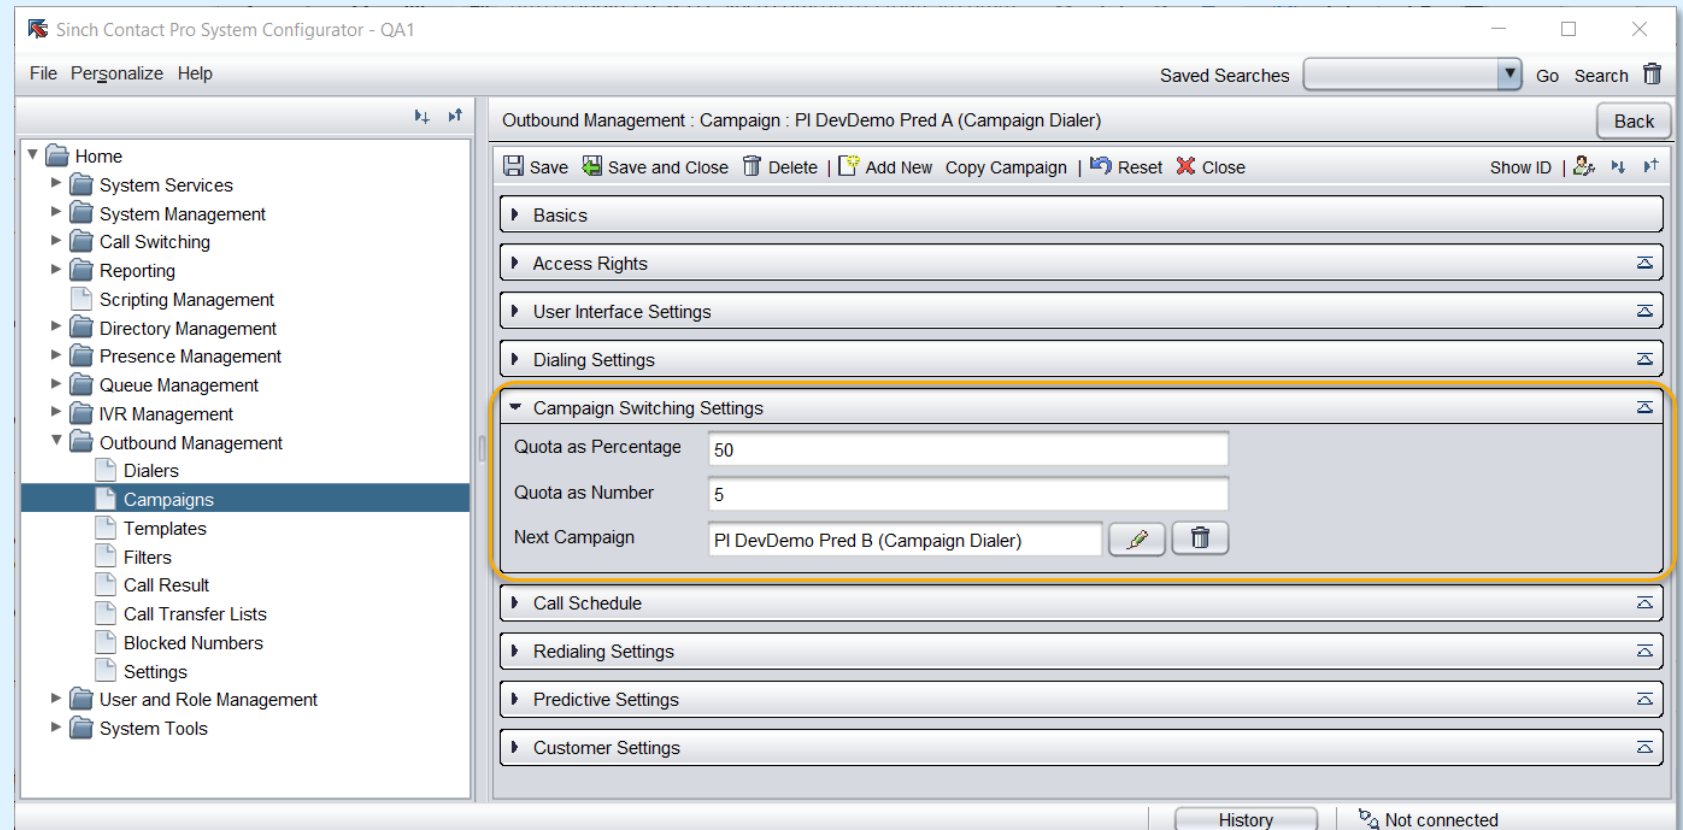 Sinch Contact Pro System Configurator - QA1
File Personalize Help
Saved Searches Go Search
Outbound Management : Campaign : PI DevDemo Pred A (Campaign Dialer)
Back
Save Save and Close Delete | Add New Copy Campaign | Reset Close
Show ID |
Home
System Services
System Management
Call Switching
Reporting
Scripting Management
Directory Management
Presence Management
Queue Management
IVR Management
Outbound Management
Dialers
Campaigns
Templates
Filters
Call Result
Call Transfer Lists
Blocked Numbers
Settings
User and Role Management
System Tools
Basics
Access Rights
User Interface Settings
Dialing Settings
Campaign Switching Settings
Quota as Percentage 50
Quota as Number 5
Next Campaign PI DevDemo Pred B (Campaign Dialer)
Call Schedule
Redialing Settings
Predictive Settings
Customer Settings
History
Not connected